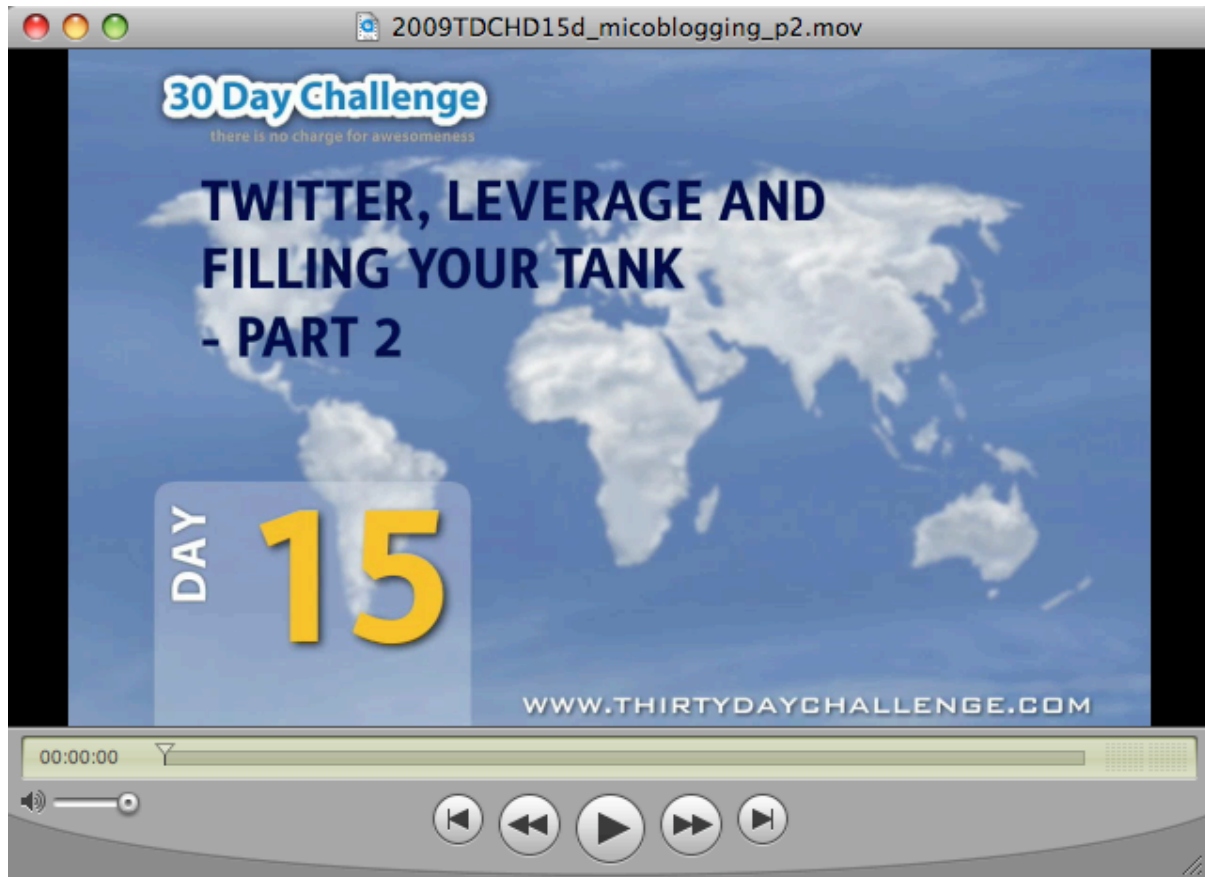 2009TDCHD15d_micoblogging_p2.mov
30 Day Challenge
there is no charge for awesomeness
TWITTER, LEVERAGE AND
FILLING YOUR TANK
- PART 2
DAY
15
WWW.THIRTYDAYCHALLENGE.COM
00:00:00